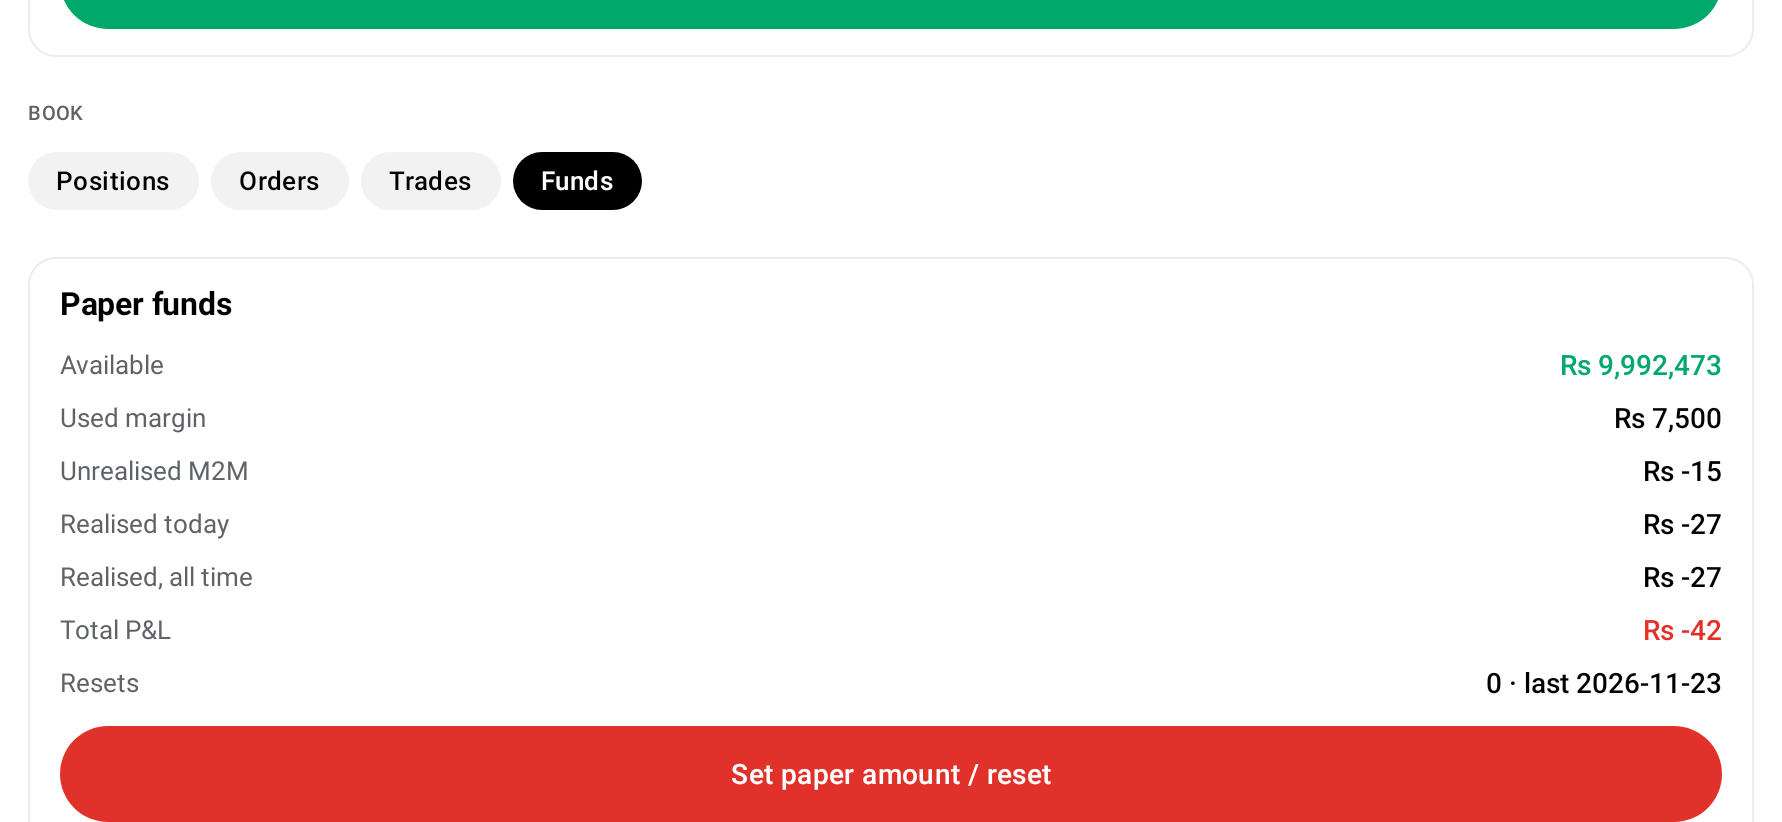 BOOK
Positions Orders Trades Funds
Paper funds
Available Rs 9,992,473
Used margin Rs 7,500
Unrealised M2M Rs -15
Realised today Rs -27
Realised, all time Rs -27
Total P&L Rs -42
Resets 0 · last 2026-11-23
Set paper amount / reset